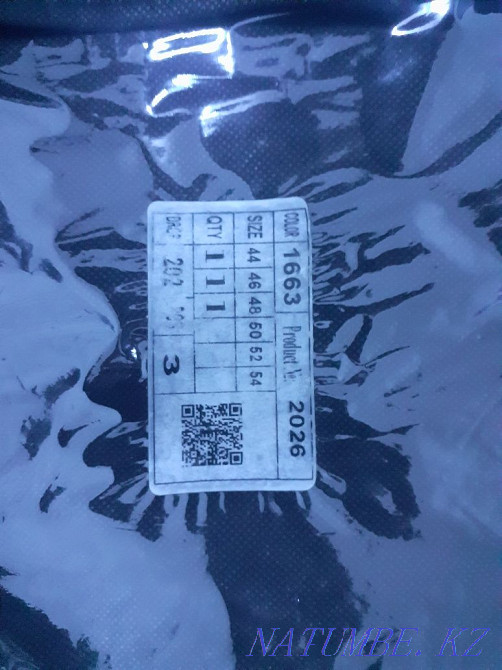 COLOR 1663 Product № 2026
SIZE 44 46 48 50 52 54
QTY 1 1 1
202 3
NATUMBE. KZ